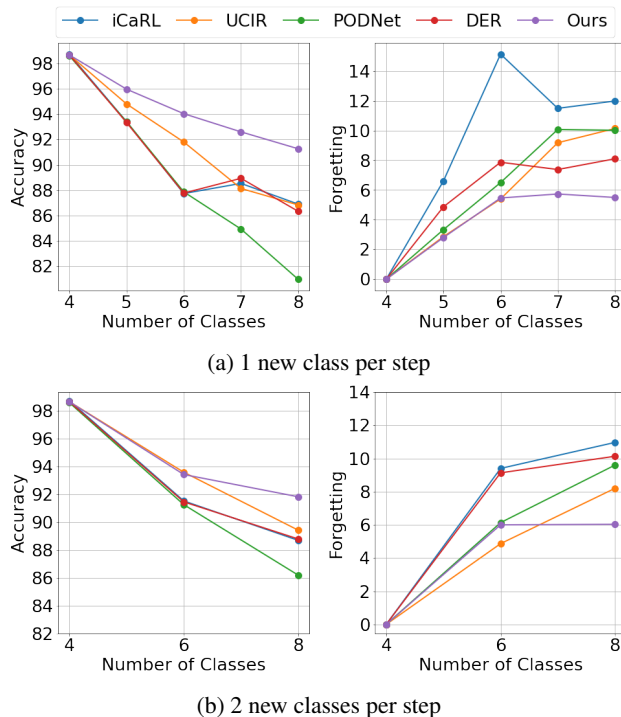 iCaRL UCIR PODNet DER Ours
98
96
94
92
90
88
86
84
82
Accuracy
4 5 6 7 8
Number of Classes
14
12
10
8
6
4
2
0
Forgetting
4 5 6 7 8
Number of Classes
(a) 1 new class per step
98
96
94
92
90
88
86
84
82
Accuracy
4 6 8
Number of Classes
14
12
10
8
6
4
2
0
Forgetting
4 6 8
Number of Classes
(b) 2 new classes per step